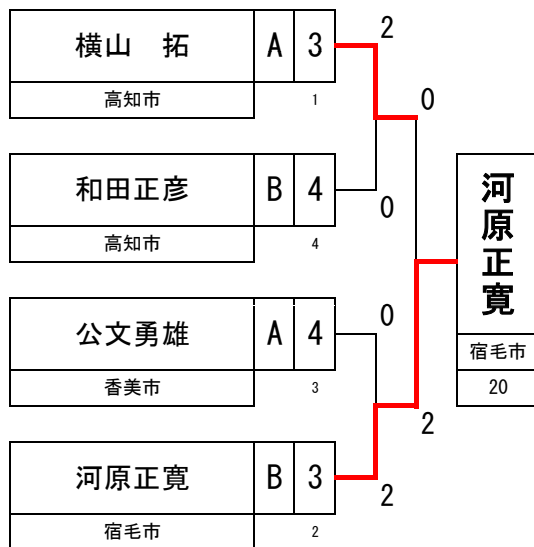 横山　拓 A 3
高知市 1
2
0
和田正彦 B 4
高知市 4
0
公文勇雄 A 4
香美市 3
0
河原正寛 B 3
宿毛市 2
2
2
河原正寛
宿毛市
20